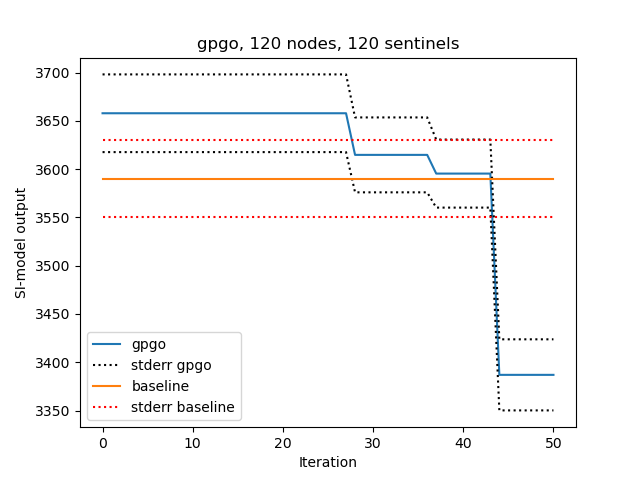 gpgo, 120 nodes, 120 sentinels
SI-model output
3700
3650
3600
3550
3500
3450
3400
3350
gpgo
stderr gpgo
baseline
stderr baseline
0 10 20 30 40 50
Iteration